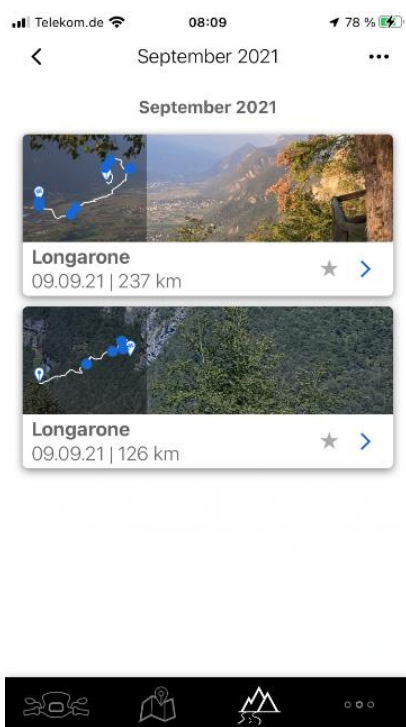 Telekom.de 08:09 78 %
September 2021
September 2021
Longarone
09.09.21 | 237 km
Longarone
09.09.21 | 126 km